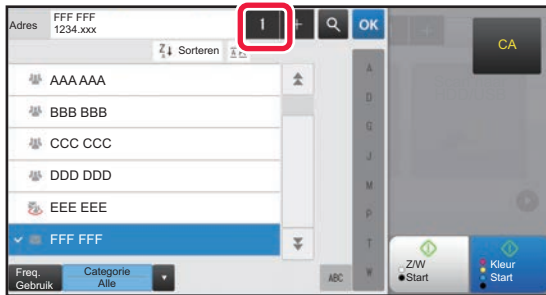 Adres
FFF FFF
1234.xxx
1
+
OK
CA
Sorteren
AAA AAA
BBB BBB
CCC CCC
DDD DDD
EEE EEE
FFF FFF
A
D
G
J
M
P
T
W
ABC
Freq.
Gebruik
Categorie
Alle
Z/W
Start
Kleur
Start